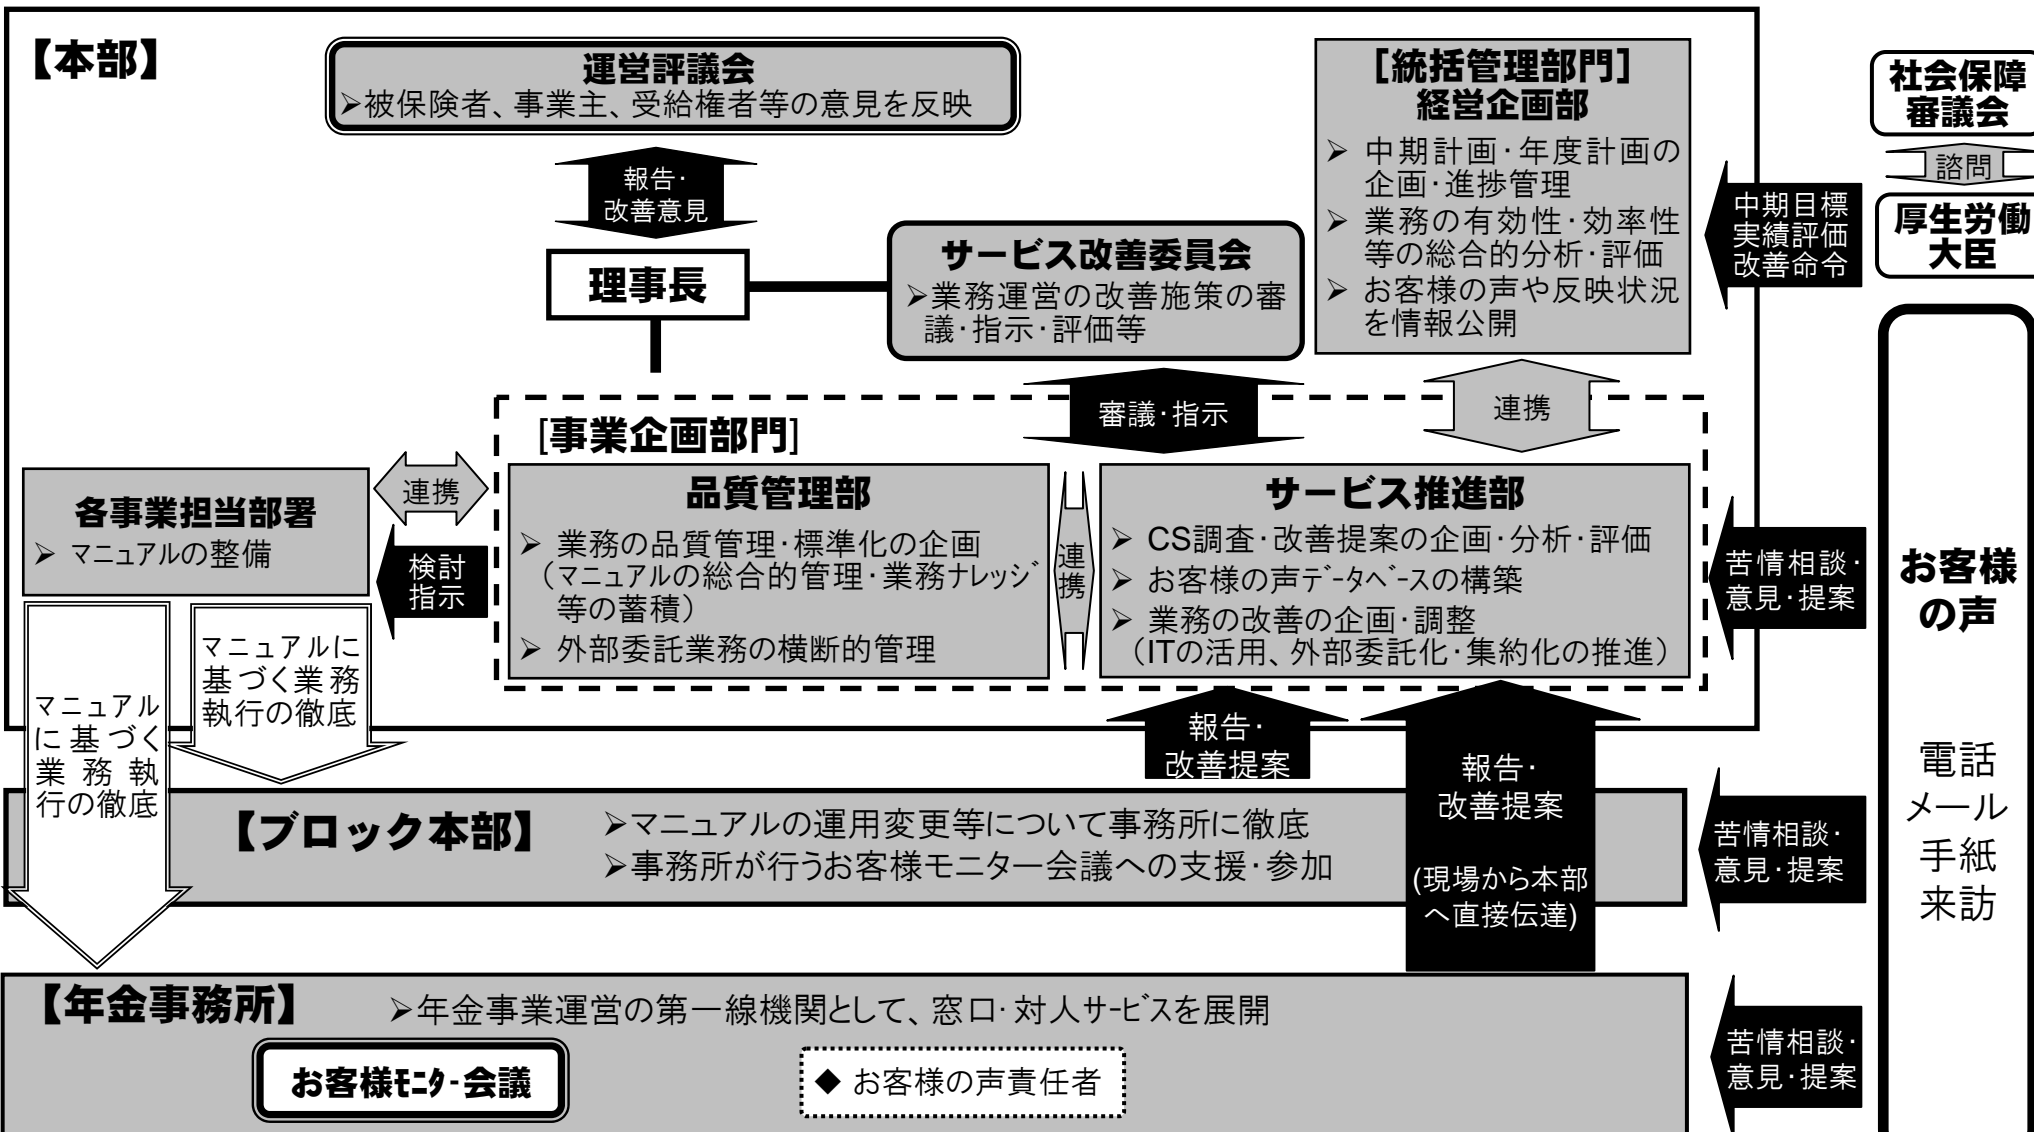 【本部】
運営評議会
➢被保険者、事業主、受給権者等の意見を反映
報告・
改善意見
理事長
サービス改善委員会
➢業務運営の改善施策の審
議・指示・評価等
[統括管理部門]
経営企画部
➢ 中期計画・年度計画の
企画・進捗管理
➢ 業務の有効性・効率性
等の総合的分析・評価
➢ お客様の声や反映状況
を情報公開
中期目標
実績評価
改善命令
社会保障
審議会
諮問
厚生労働
大臣
審議・指示
連携
[事業企画部門]
各事業担当部署
➢ マニュアルの整備
連携
検討
指示
品質管理部
➢ 業務の品質管理・標準化の企画
（マニュアルの総合的管理・業務ナレッジ
等の蓄積）
➢ 外部委託業務の横断的管理
連
携
サービス推進部
➢ CS調査・改善提案の企画・分析・評価
➢ お客様の声ﾃﾞｰﾀﾍﾞｰｽの構築
➢ 業務の改善の企画・調整
（ITの活用、外部委託化・集約化の推進）
苦情相談・
意見・提案
お客様
の声
電話
メール
手紙
来訪
マニュアルに
基づく業務
執行の徹底
マニュアル
に基づく
業務執
行の徹底
報告・
改善提案
報告・
改善提案
(現場から本部
へ直接伝達)
【ブロック本部】
➢マニュアルの運用変更等について事務所に徹底
➢事務所が行うお客様モニター会議への支援・参加
苦情相談・
意見・提案
【年金事務所】
➢年金事業運営の第一線機関として、窓口・対人ｻｰﾋﾞｽを展開
お客様ﾓﾆﾀｰ会議
◆ お客様の声責任者
苦情相談・
意見・提案